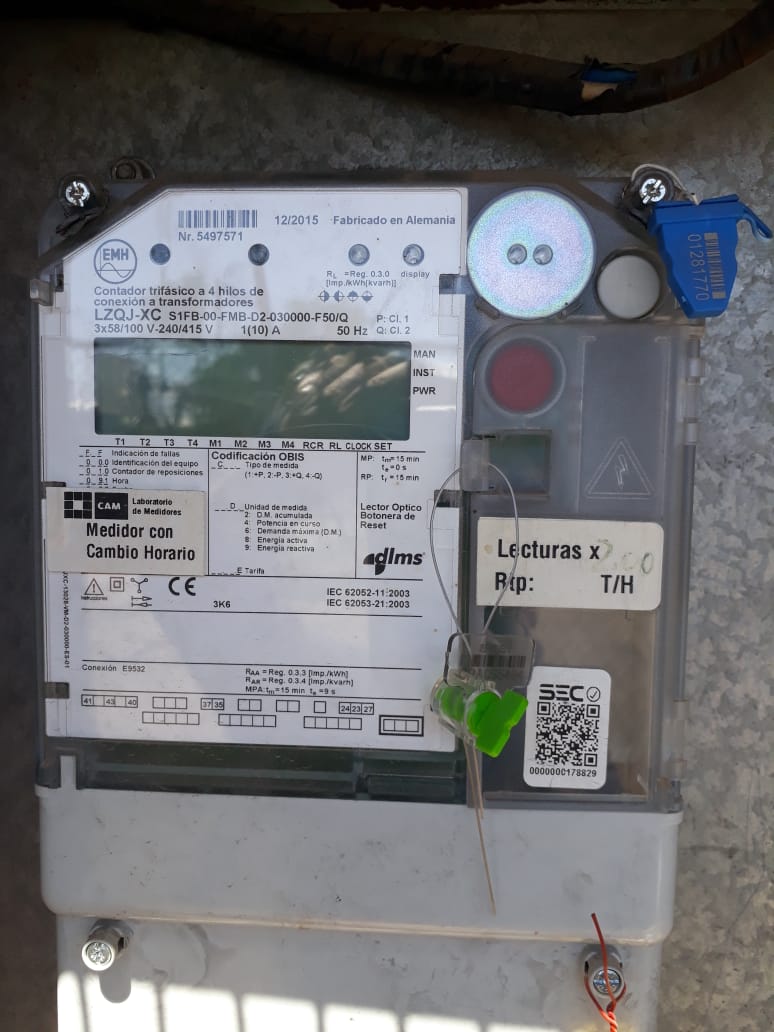 12/2015 Fabricado en Alemania
Nr. 5497571
EMH
RL =Reg. 0.3.0 display
[Imp./kWh(kvarh)]
Contador trifásico a 4 hilos de
conexión a transformadores
LZQJ-XC S1FB-00-FMB-D2-030000-F50/Q P: Cl. 1
3x58/100 V-240/415 V 1(10) A 50 Hz Q: Cl. 2
MAN
INST
PWR
T1 T2 T3 T4 M1 M2 M3 M4 RCR RL CLOCK SET
_ F. F Indicación de fallas
_ 0. 0.0 Identificación del equipo
_ 0. 1.0 Contador de reposiciones
_ 0. 9.1 Hora
Codificación OBIS
_ C _._ _ Tipo de medida
(1:+P, 2:-P, 3:+Q, 4:-Q)
_ _ D _ Unidad de medida
2: D.M. acumulada
4: Potencia en curso
6: Demanda máxima (D.M.)
8: Energía activa
9: Energía reactiva
_ _ _ E Tarifa
MP: tm=15 min
te=0 s
RP: tr=15 min
Lector Optico
Botonera de
Reset
dlms
CAM Laboratorio
de Medidores
Medidor con
Cambio Horario
Instrucciones
CE
3K6
IEC 62052-11:2003
IEC 62053-21:2003
Conexión E9532
RAA = Reg. 0.3.3 [Imp./kWh]
RAR = Reg. 0.3.4 [Imp./kvarh]
MPA:tm=15 min te=9 s
41 43 40 37 35 24 23 27
01281770
Lecturas x 200
Rtp: T/H
SEC
0000000178829